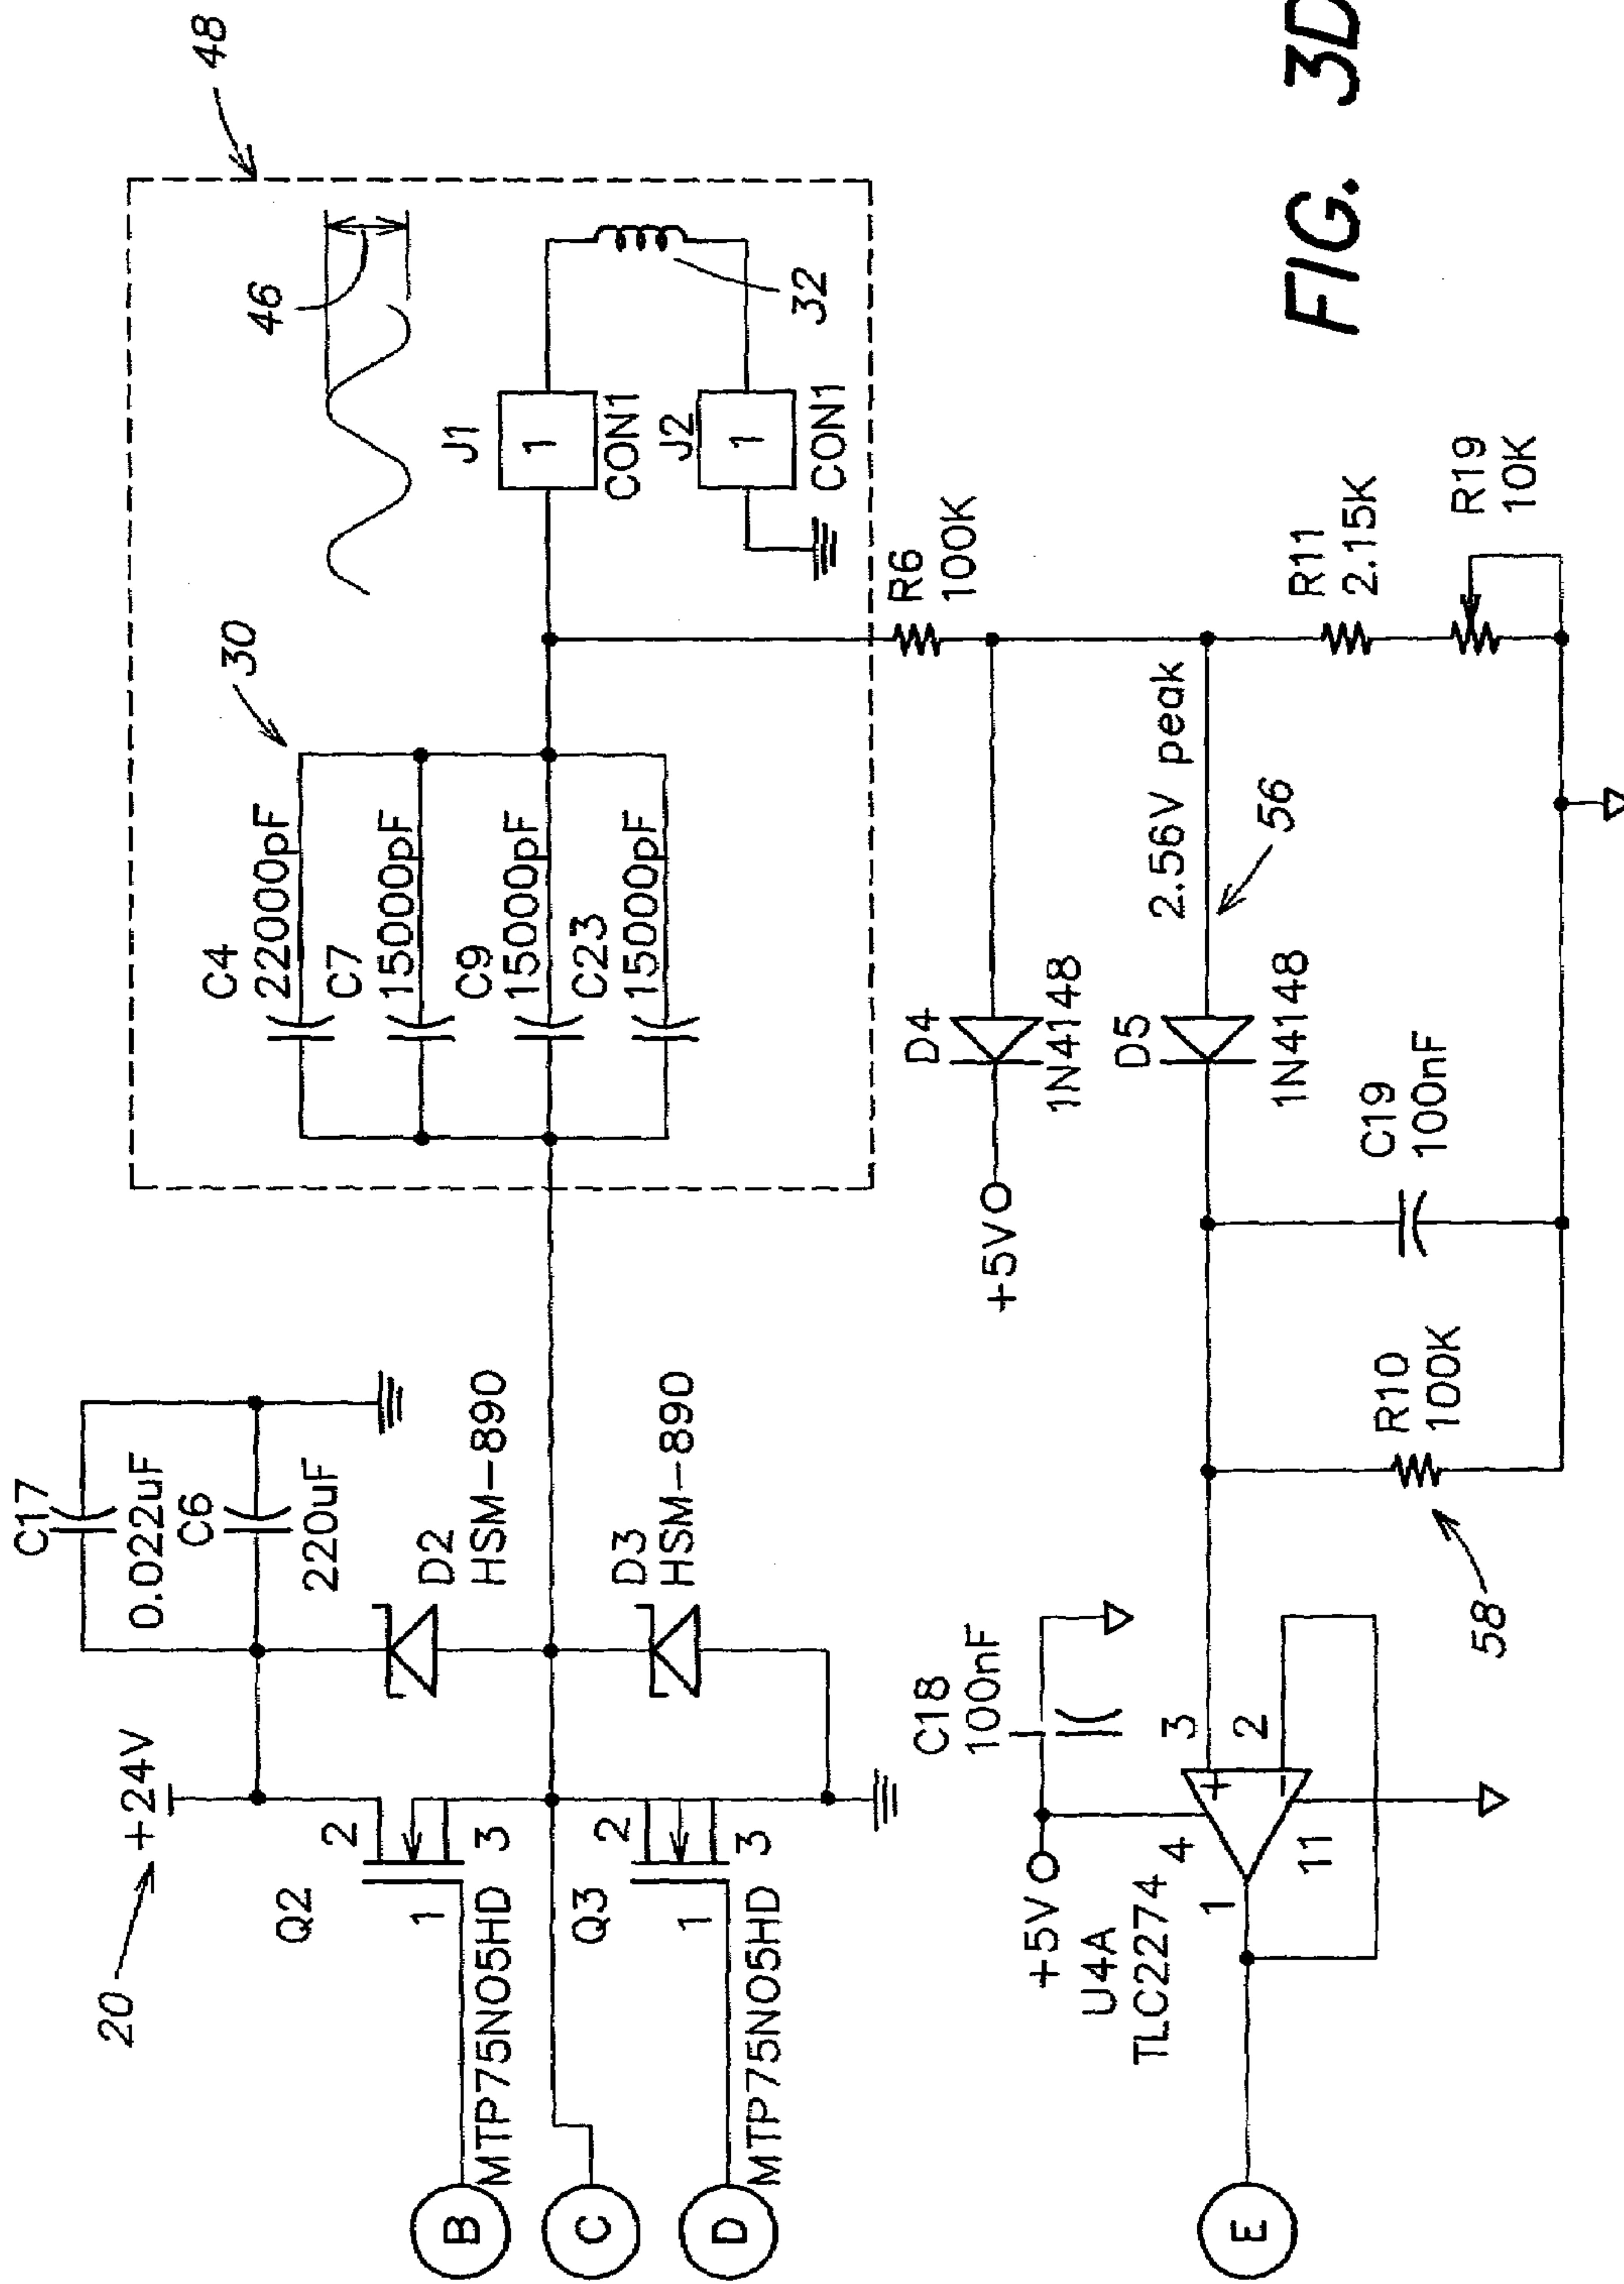 48
46
30
20
+24V
C17
0.022uF
C6
220uF
D2
HSM-890
D3
HSM-890
Q2
2
1
3
MTP75N05HD
Q3
2
1
3
MTP75N05HD
B
C
D
C4
22000pF
C7
15000pF
C9
15000pF
C23
15000pF
J1
1
CON1
J2
1
CON1
32
R6
100K
D4
1N4148
+5V
2.56V peak
56
D5
1N4148
R11
2.15K
R19
10K
C19
100nF
R10
100K
58
C18
100nF
+5V
U4A
TLC2274
3
2
4
1
11
E
FIG. 3D